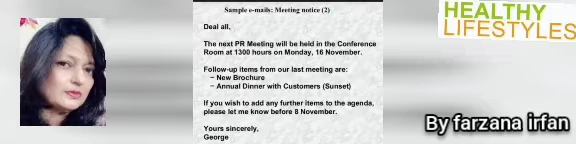 Sample e-mails: Meeting notice (2)
Deal all,
The next PR Meeting will be held in the Conference
Room at 1300 hours on Monday, 16 November.
Follow-up items from our last meeting are:
– New Brochure
– Annual Dinner with Customers (Sunset)
If you wish to add any further items to the agenda,
please let me know before 8 November.
Yours sincerely,
George
HEALTHY
LIFESTYLES
By farzana irfan